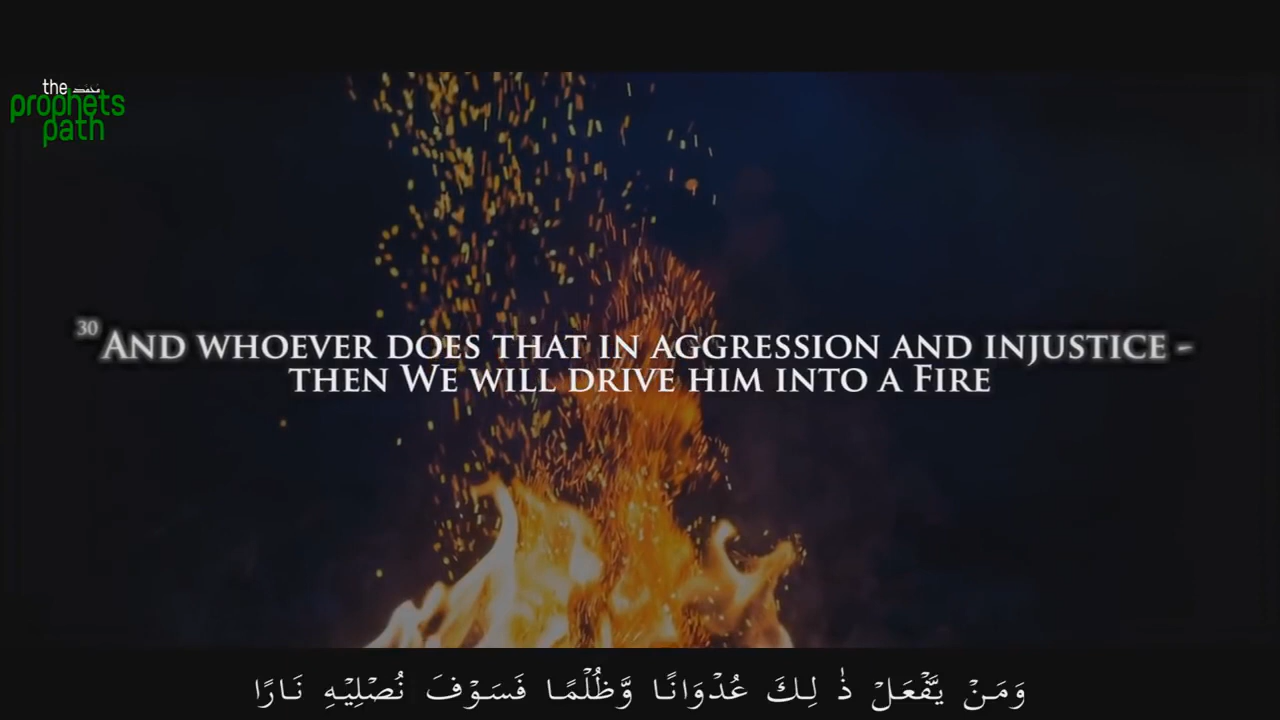 the محمد
prophets
path
30 And whoever does that in aggression and injustice -
then We will drive him into a Fire
وَمَنۡ يَّفۡعَلۡ ذٰ لِكَ عُدۡوَانًا وَّظُلۡمًا فَسَوۡفَ نُصۡلِيۡهِ نَارًا